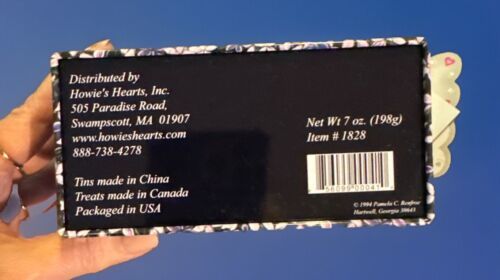 Distributed by
Howie's Hearts, Inc.
505 Paradise Road,
Swampscott, MA 01907
www.howieshearts.com
888-738-4278
Tins made in China
Treats made in Canada
Packaged in USA
Net Wt 7 oz. (198g)
Item # 1828
© 1994 Pamela C. Renfroe
Hartwell, Georgia 30643